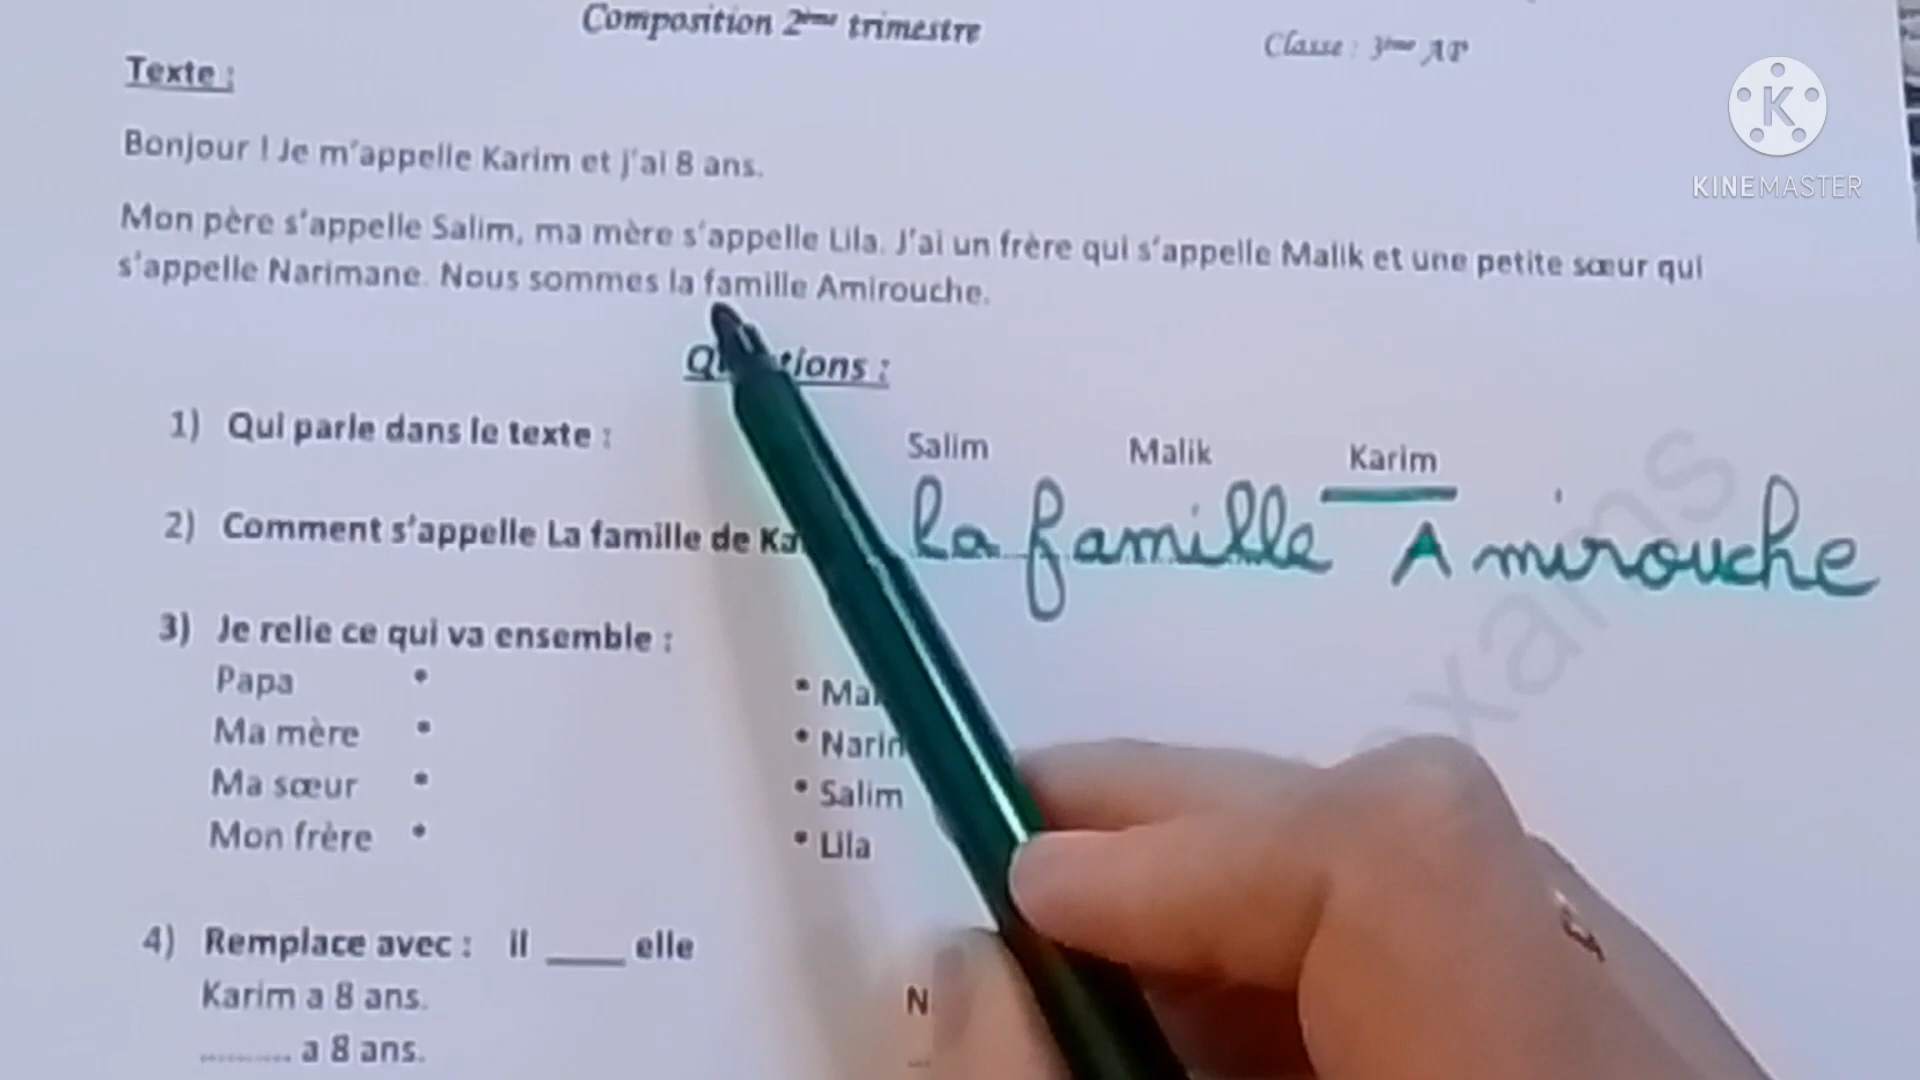 Composition 2ème trimestre
Classe : 3ème AP
Texte :
KINEMASTER
Bonjour ! Je m'appelle Karim et j'ai 8 ans.
Mon père s'appelle Salim, ma mère s'appelle Lila. J'ai un frère qui s'appelle Malik et une petite sœur qui
s'appelle Narimane. Nous sommes la famille Amirouche.
1) Qui parle dans le texte : Salim Malik Karim
2) Comment s'appelle La famille de la famille Amirouche
3) Je relie ce qui va ensemble :
Papa •
Ma mère •
Ma sœur • • Salim
Mon frère • • Lila
4) Remplace avec : il ____ elle
Karim a 8 ans.
.......... a 8 ans.
exams